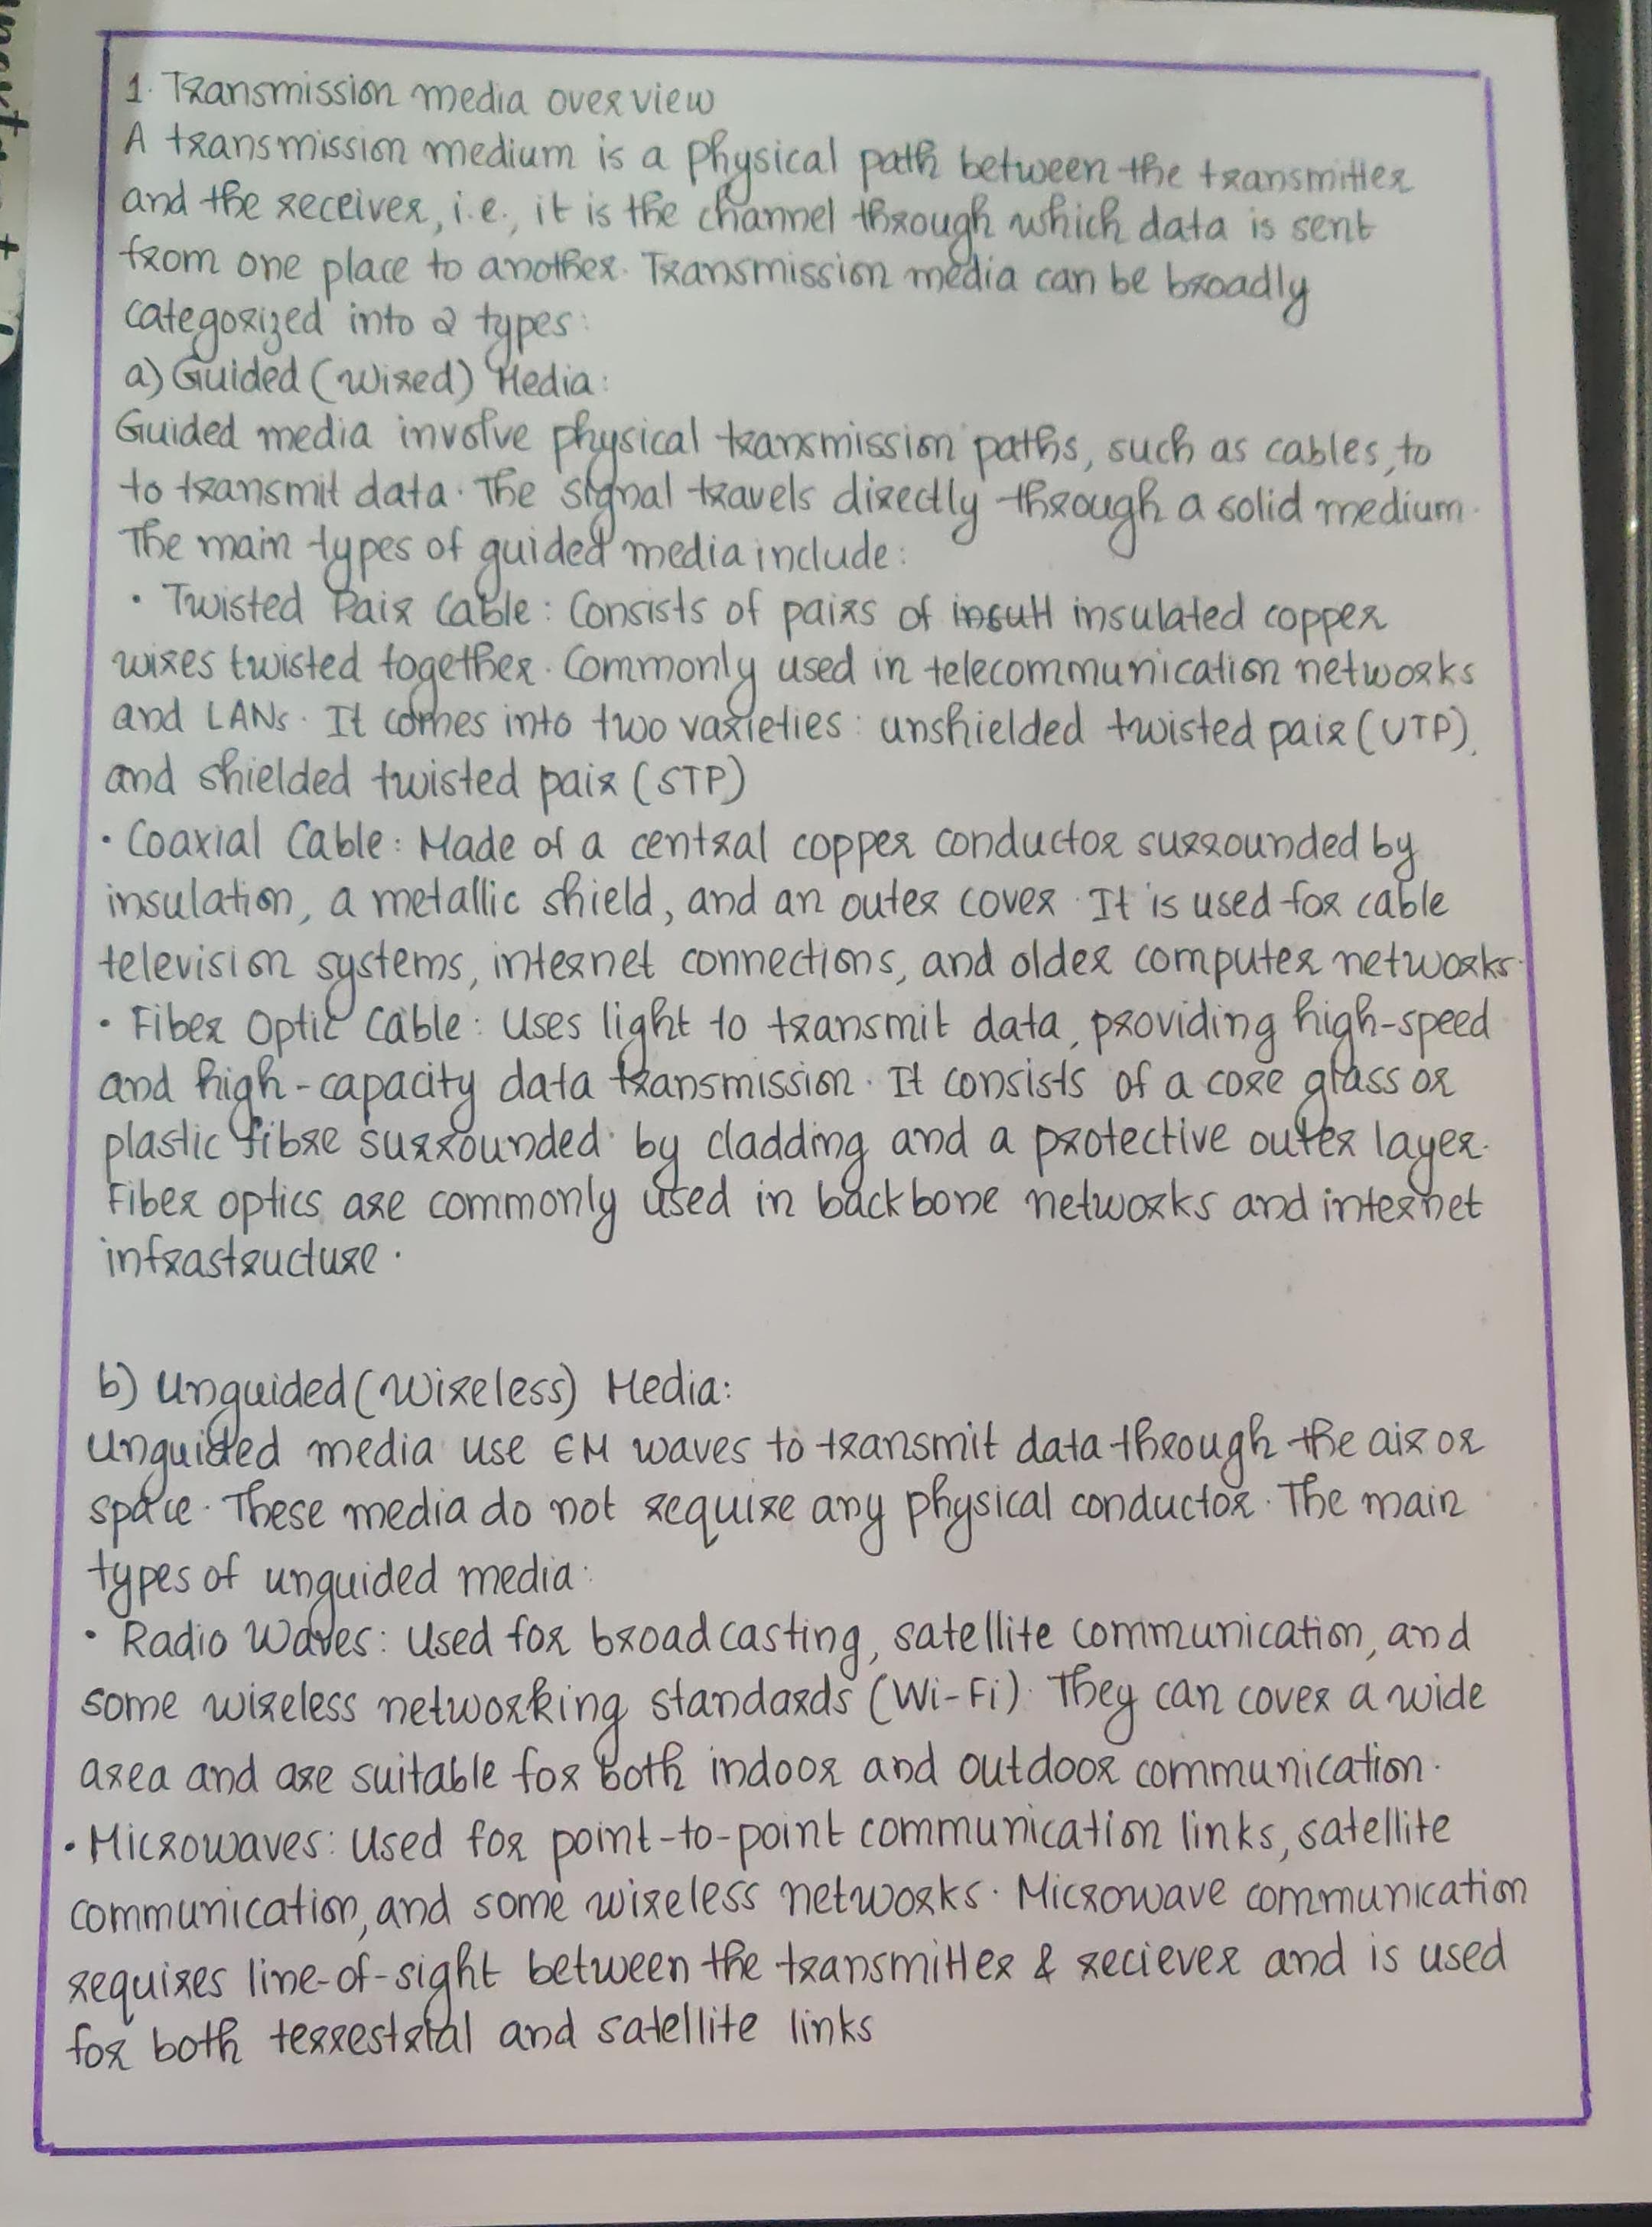 1. Transmission media overview
A transmission medium is a physical path between the transmitter
and the receiver, i.e., it is the channel through which data is sent
from one place to another. Transmission media can be broadly
categorized into 2 types:
a) Guided (Wired) Media:
Guided media involve physical transmission paths, such as cables, to
to transmit data. The signal travels directly through a solid medium.
The main types of guided media include:
• Twisted Pair Cable: Consists of pairs of insulated copper
wires twisted together. Commonly used in telecommunication networks
and LANs. It comes into two varieties: unshielded twisted pair (UTP),
and shielded twisted pair (STP)
• Coaxial Cable: Made of a central copper conductor surrounded by
insulation, a metallic shield, and an outer cover. It is used for cable
television systems, internet connections, and older computer networks.
• Fiber Optic Cable: Uses light to transmit data, providing high-speed
and high-capacity data transmission. It consists of a core glass or
plastic fibre surrounded by cladding and a protective outer layer.
Fiber optics are commonly used in backbone networks and internet
infrastructure.
b) Unguided (Wireless) Media:
Unguided media use EM waves to transmit data through the air or
space. These media do not require any physical conductor. The main
types of unguided media:
• Radio Waves: Used for broadcasting, satellite communication, and
some wireless networking standards (Wi-Fi). They can cover a wide
area and are suitable for both indoor and outdoor communication.
• Microwaves: Used for point-to-point communication links, satellite
communication, and some wireless networks. Microwave communication
requires line-of-sight between the transmitter & reciever and is used
for both terrestrial and satellite links